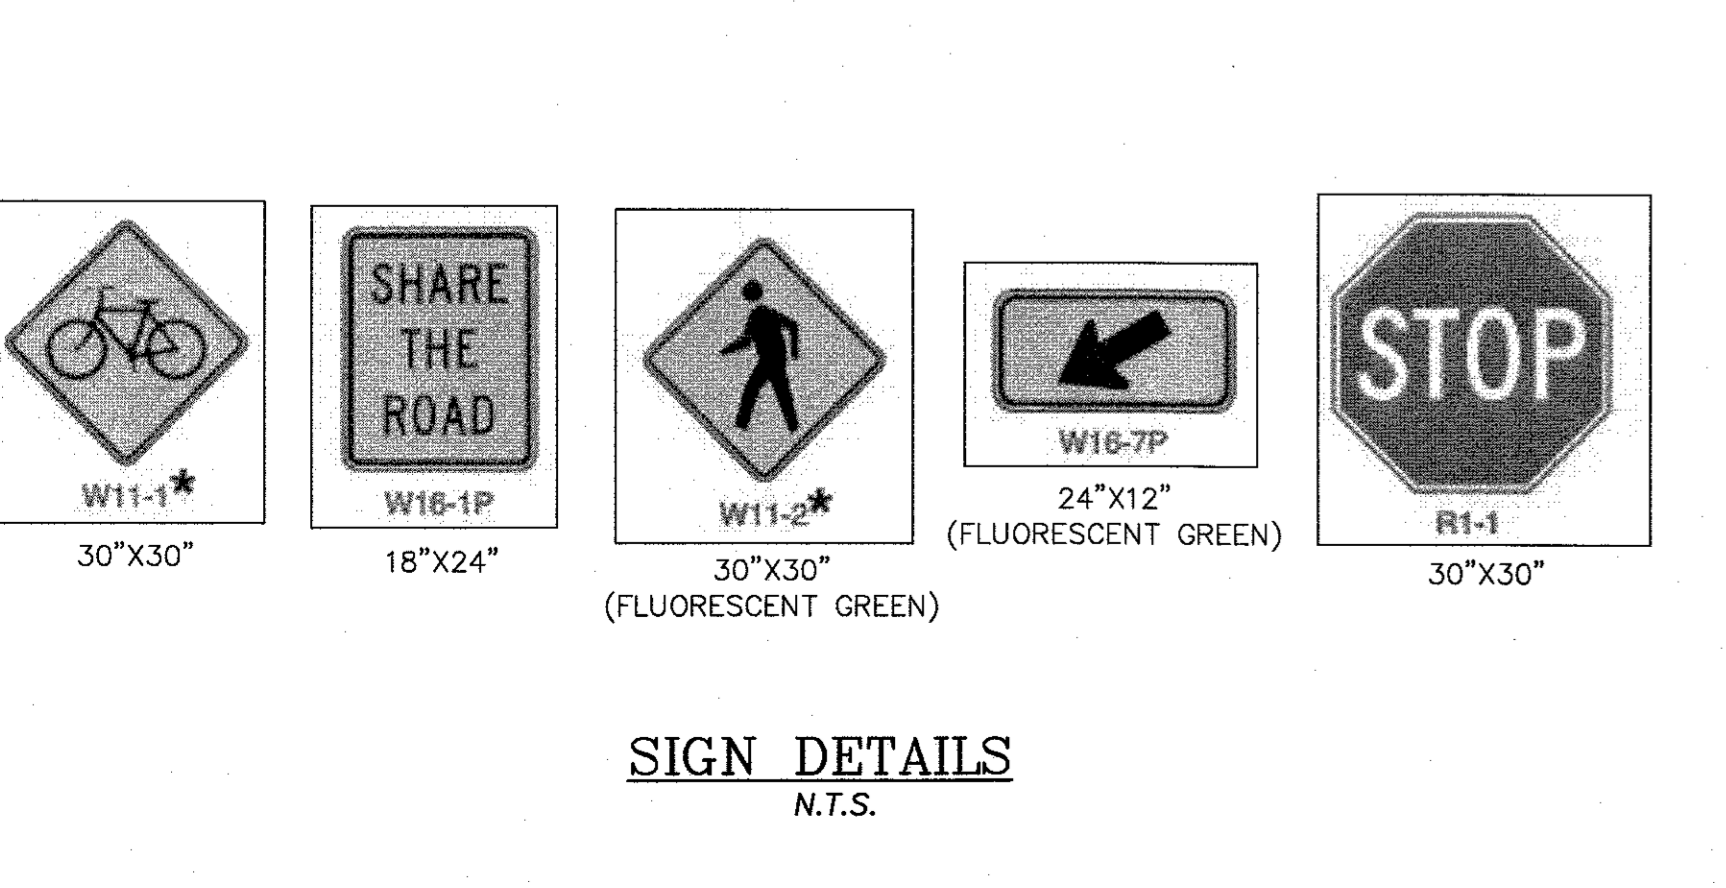 SHARE
THE
ROAD
STOP
W11-1*
W16-1P
W11-2*
W16-7P
R1-1
30"X30"
18"X24"
30"X30"
(FLUORESCENT GREEN)
24"X12"
(FLUORESCENT GREEN)
30"X30"
SIGN DETAILS
N.T.S.